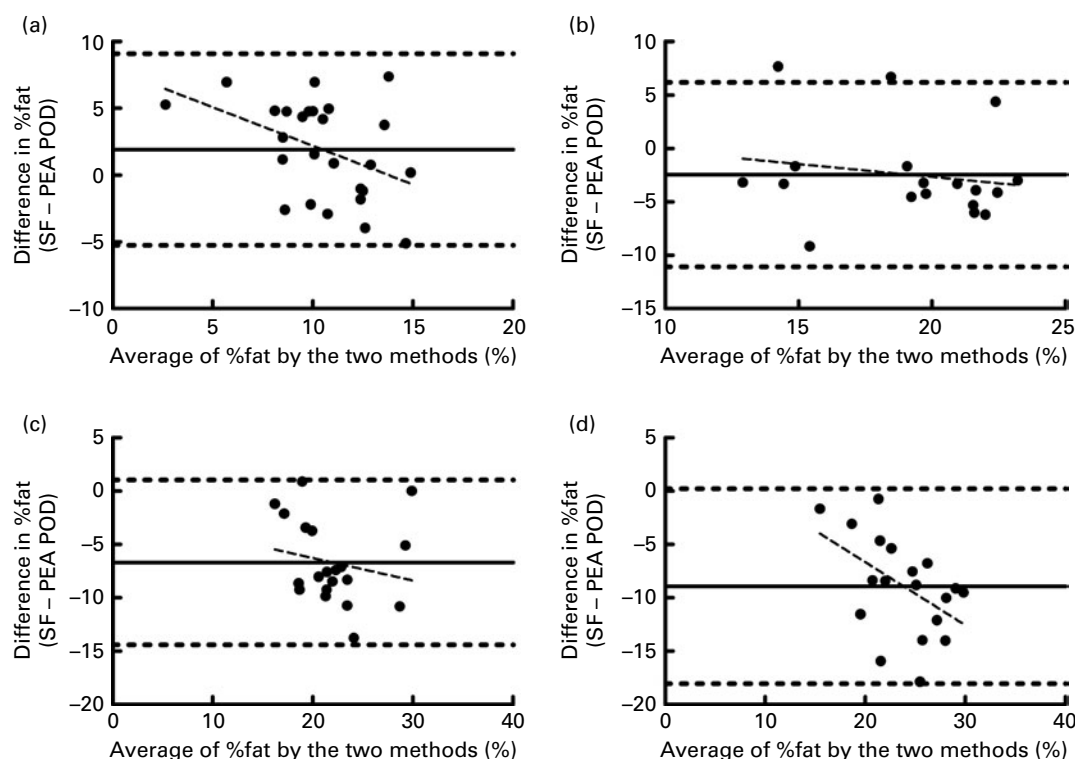 (a)
10
5
0
−5
−10
0
5
10
15
20
Difference in %fat
(SF – PEA POD)
Average of %fat by the two methods (%)
(b)
10
5
0
−5
−10
−15
10
15
20
25
Difference in %fat
(SF – PEA POD)
Average of %fat by the two methods (%)
(c)
5
0
−5
−10
−15
−20
0
10
20
30
40
Difference in %fat
(SF – PEA POD)
Average of %fat by the two methods (%)
(d)
5
0
−5
−10
−15
−20
0
10
20
30
40
Difference in %fat
(SF – PEA POD)
Average of %fat by the two methods (%)